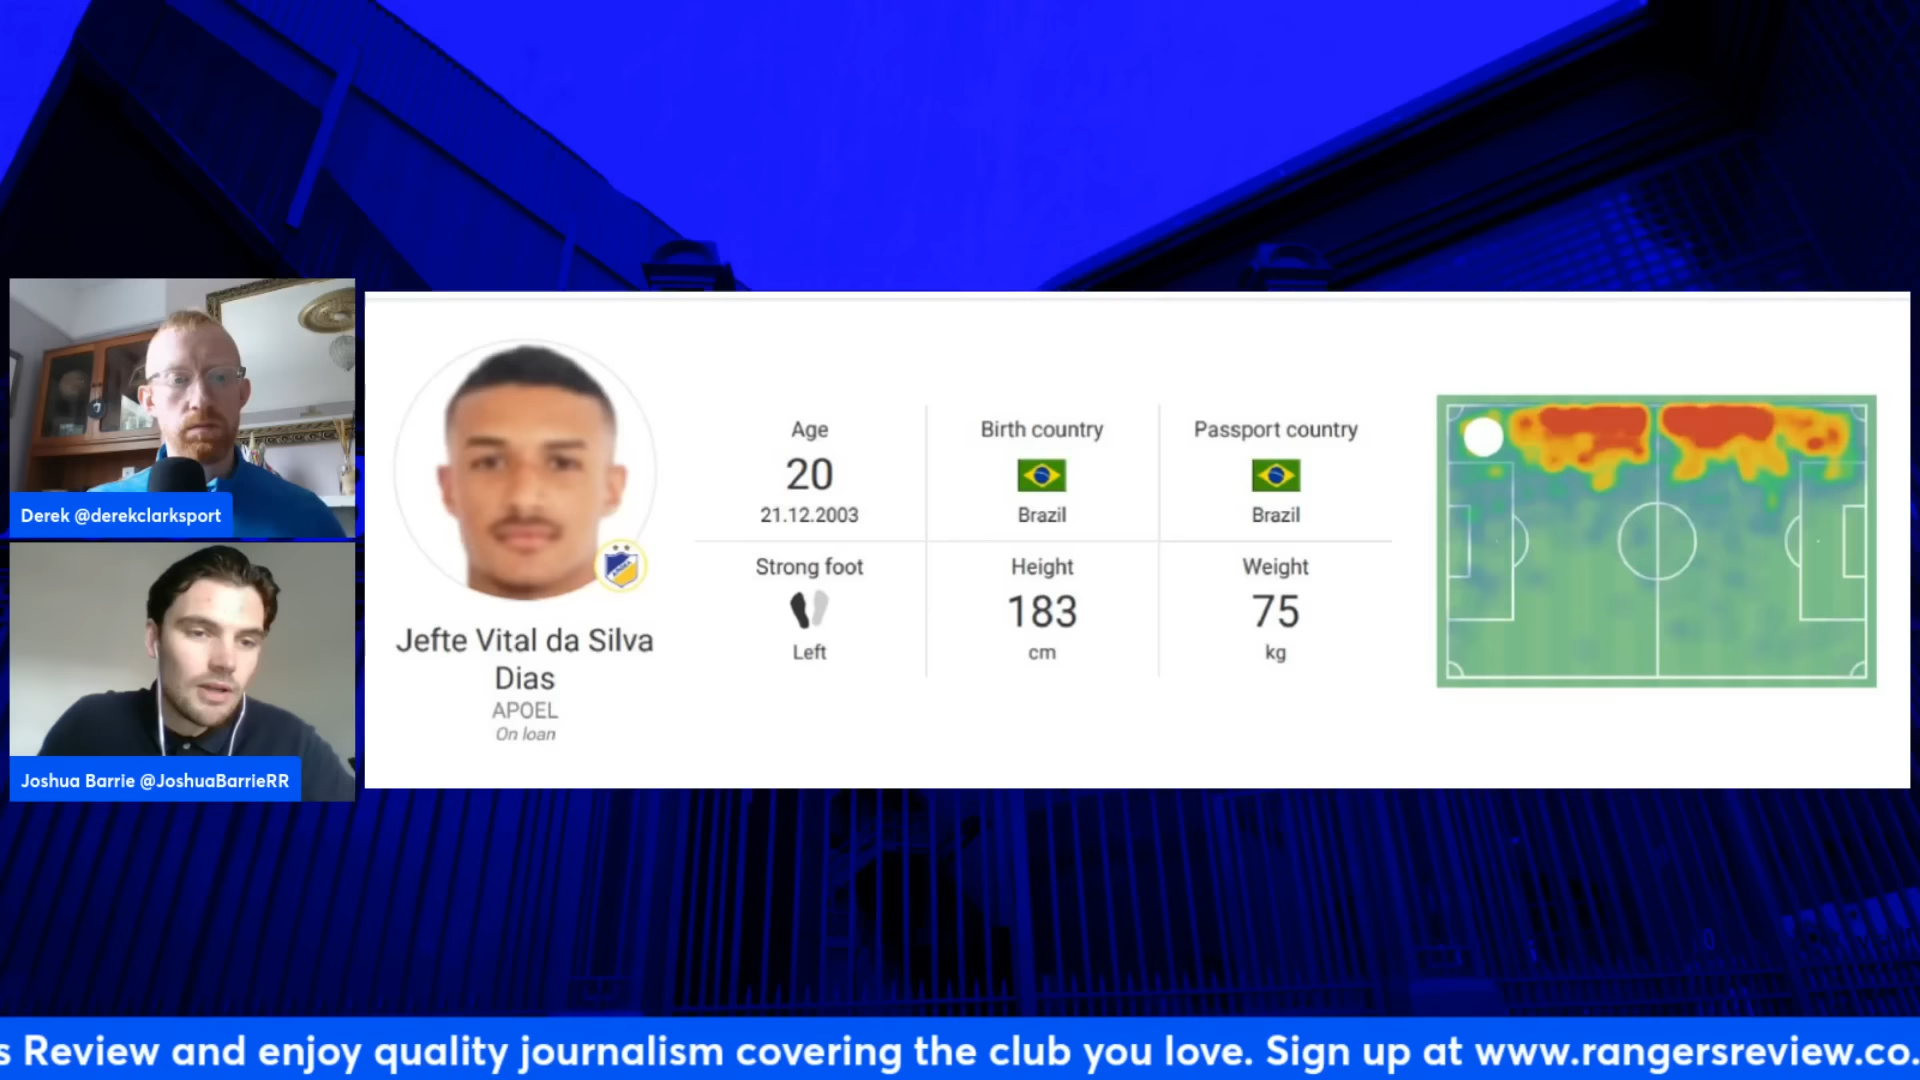 Derek @derekclarksport
Joshua Barrie @JoshuaBarrieRR
Jefte Vital da Silva
Dias
APOEL
On loan
Age
20
21.12.2003
Birth country
Brazil
Passport country
Brazil
Strong foot
Left
Height
183
cm
Weight
75
kg
s Review and enjoy quality journalism covering the club you love. Sign up at www.rangersreview.co.